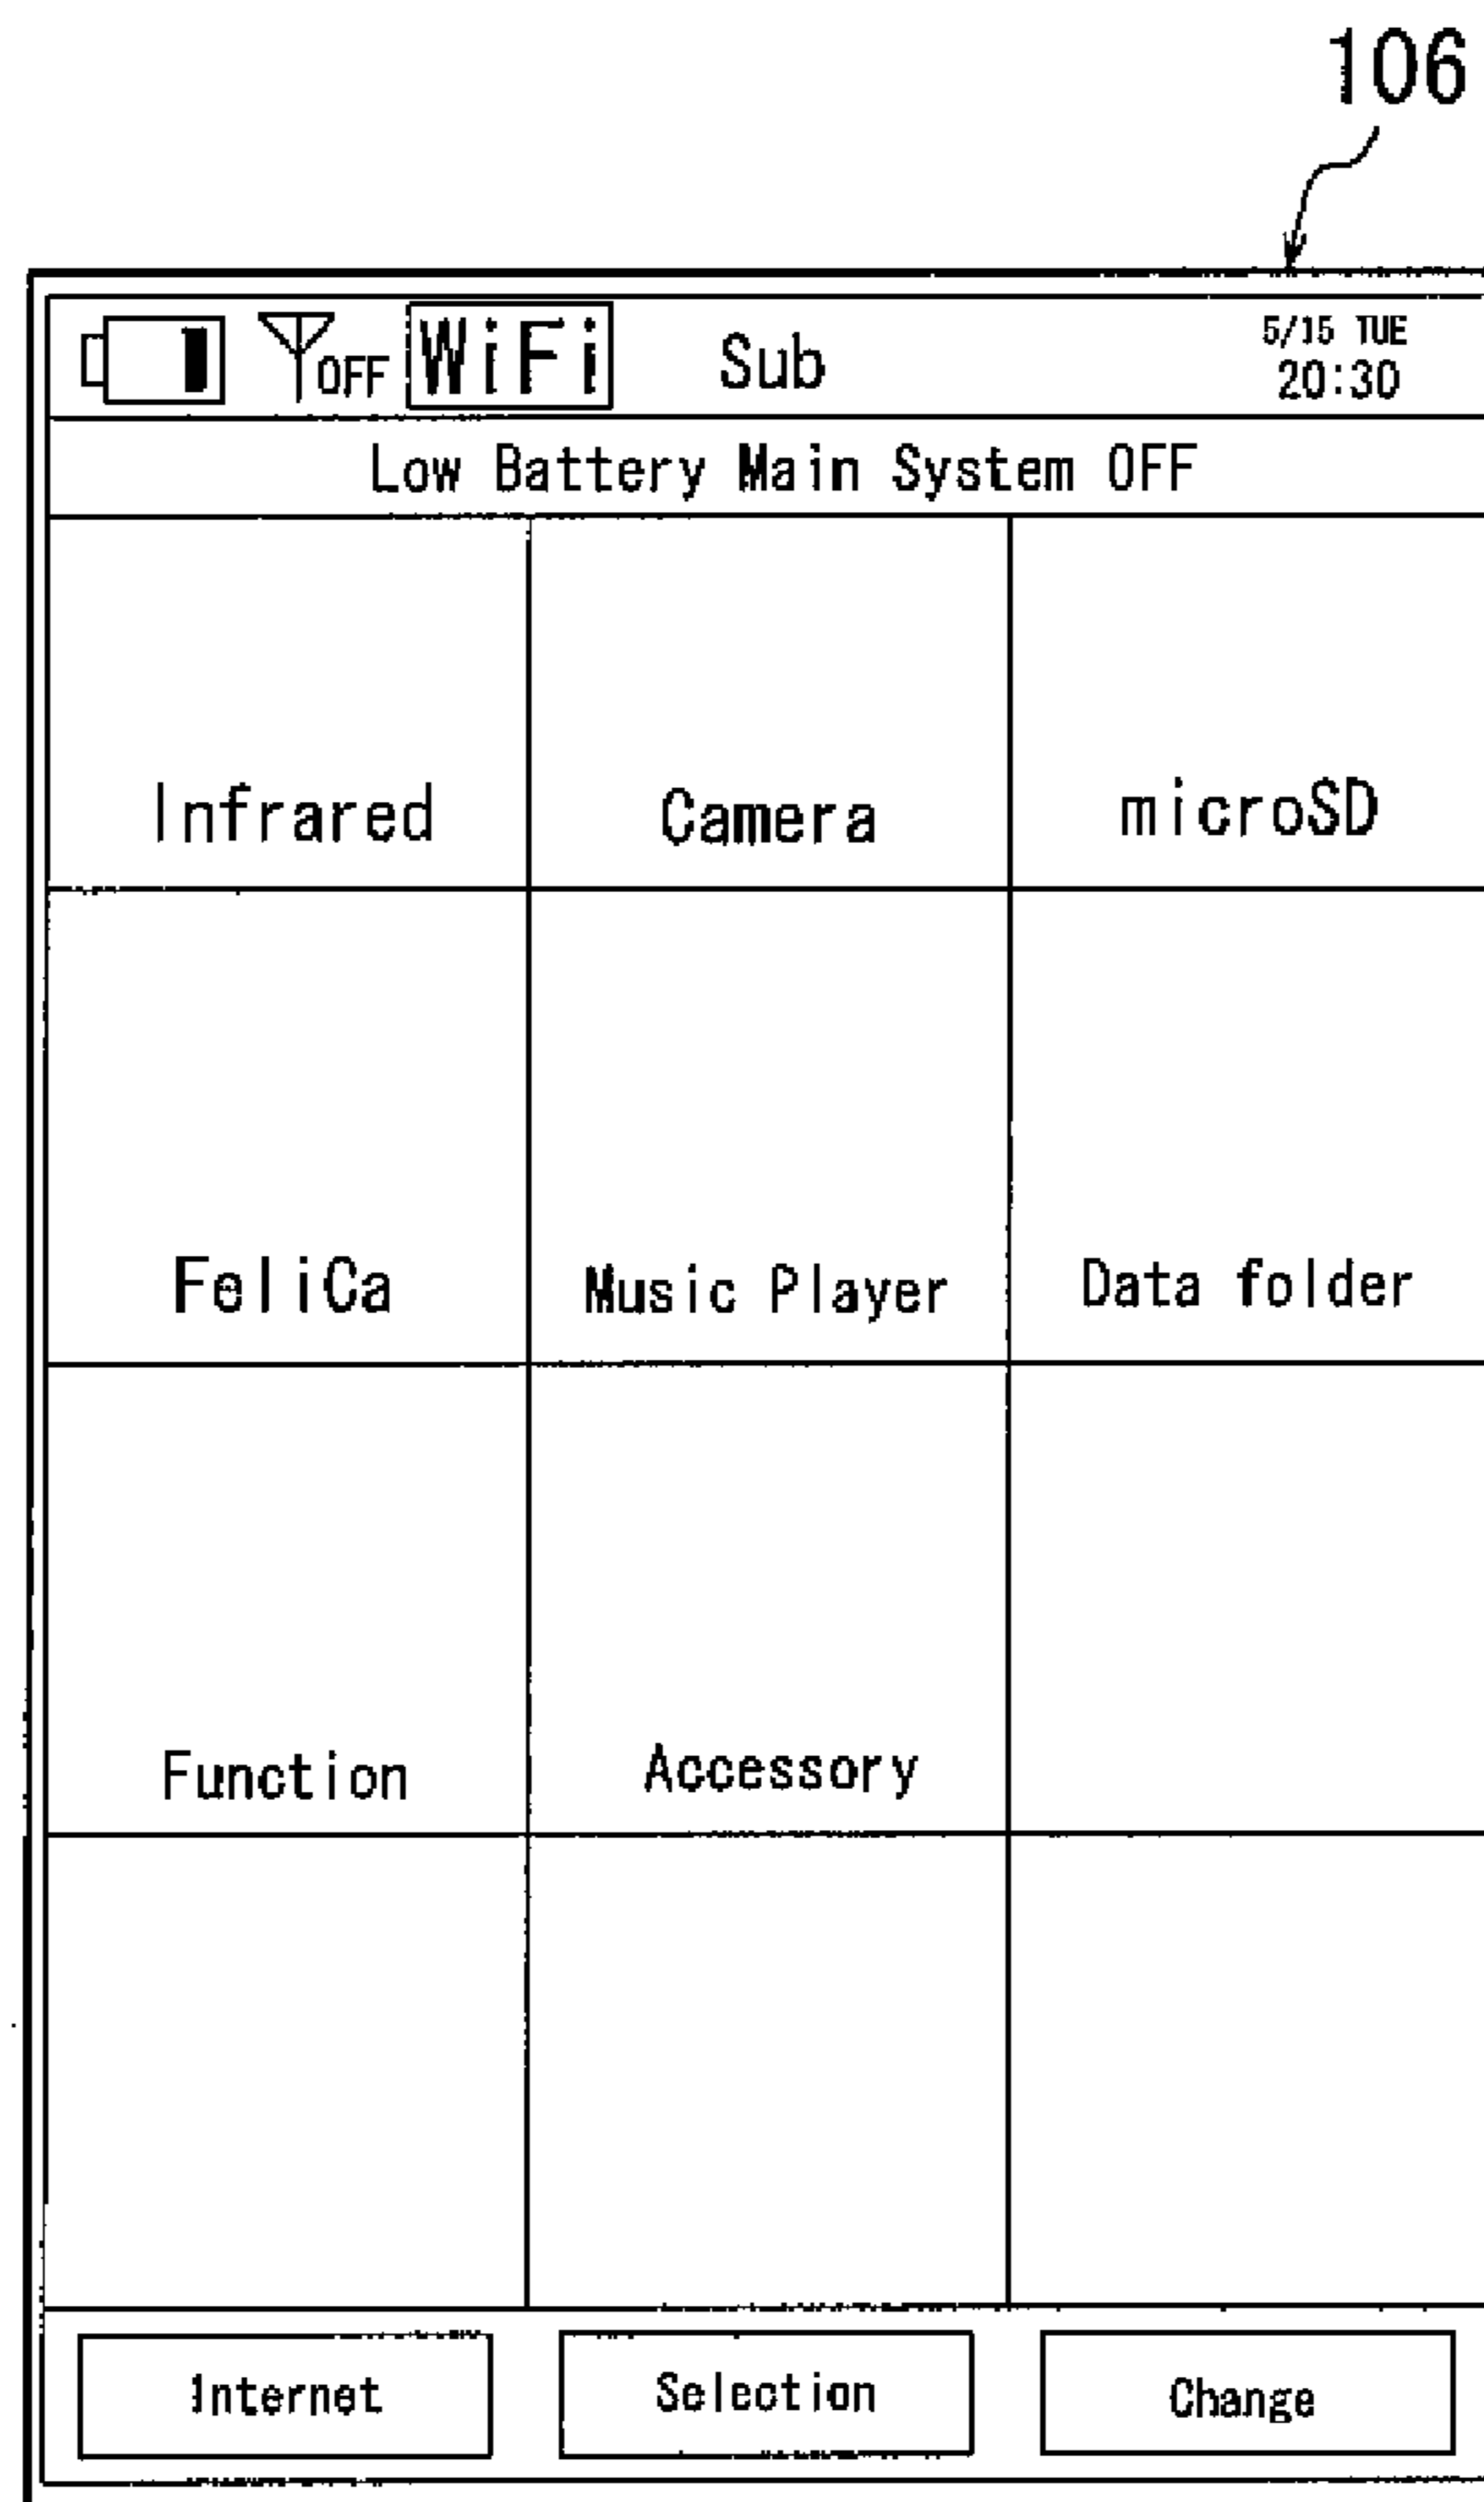 106
OFF WiFi Sub 5/15 TUE
20:30
Low Battery Main System OFF
Infrared Camera microSD
FeliCa Music Player Data folder
Function Accessory
Internat Selection Change